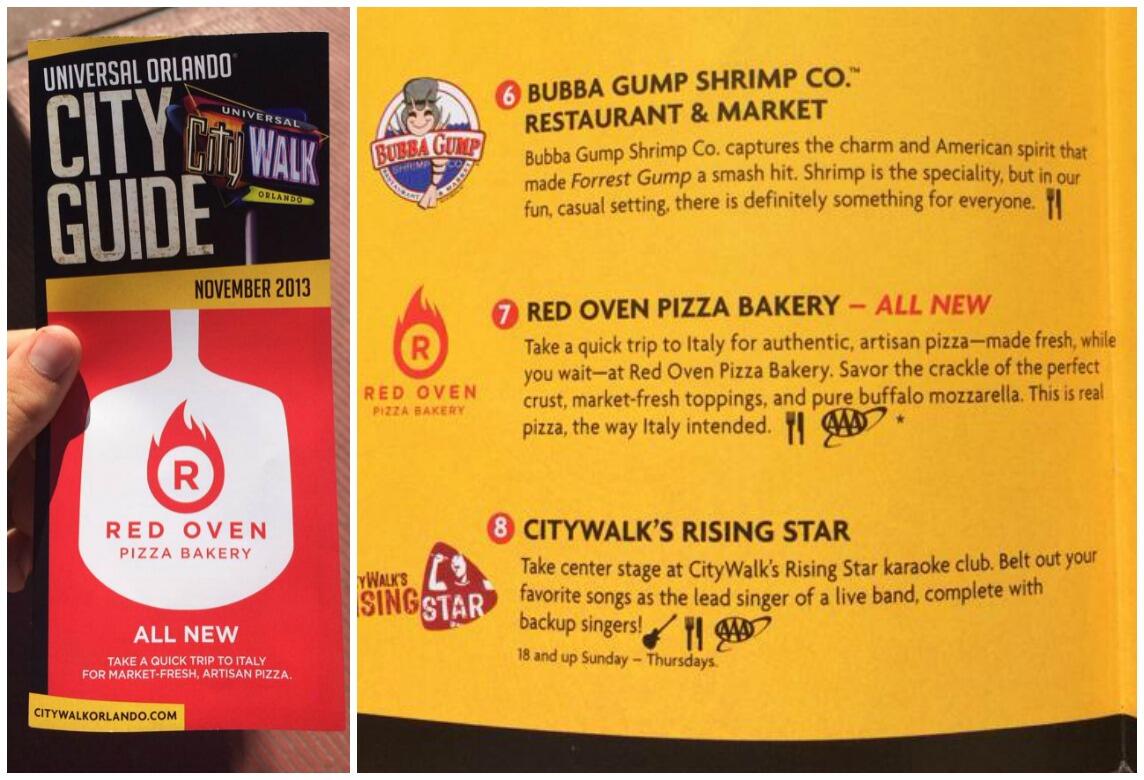 UNIVERSAL ORLANDO®
CITY
GUIDE
UNIVERSAL
City WALK
ORLANDO
NOVEMBER 2013
R
RED OVEN
PIZZA BAKERY
ALL NEW
TAKE A QUICK TRIP TO ITALY
FOR MARKET-FRESH, ARTISAN PIZZA.
CITYWALKORLANDO.COM
BUBBA GUMP
SHRIMP CO.
RESTAURANT & MARKET
6 BUBBA GUMP SHRIMP CO.™
RESTAURANT & MARKET
Bubba Gump Shrimp Co. captures the charm and American spirit that
made Forrest Gump a smash hit. Shrimp is the speciality, but in our
fun, casual setting, there is definitely something for everyone.
R
RED OVEN
PIZZA BAKERY
7 RED OVEN PIZZA BAKERY – ALL NEW
Take a quick trip to Italy for authentic, artisan pizza—made fresh, while
you wait—at Red Oven Pizza Bakery. Savor the crackle of the perfect
crust, market-fresh toppings, and pure buffalo mozzarella. This is real
pizza, the way Italy intended. AAA *
YWALK'S
SING STAR
8 CITYWALK'S RISING STAR
Take center stage at CityWalk's Rising Star karaoke club. Belt out your
favorite songs as the lead singer of a live band, complete with
backup singers! AAA
18 and up Sunday – Thursdays.